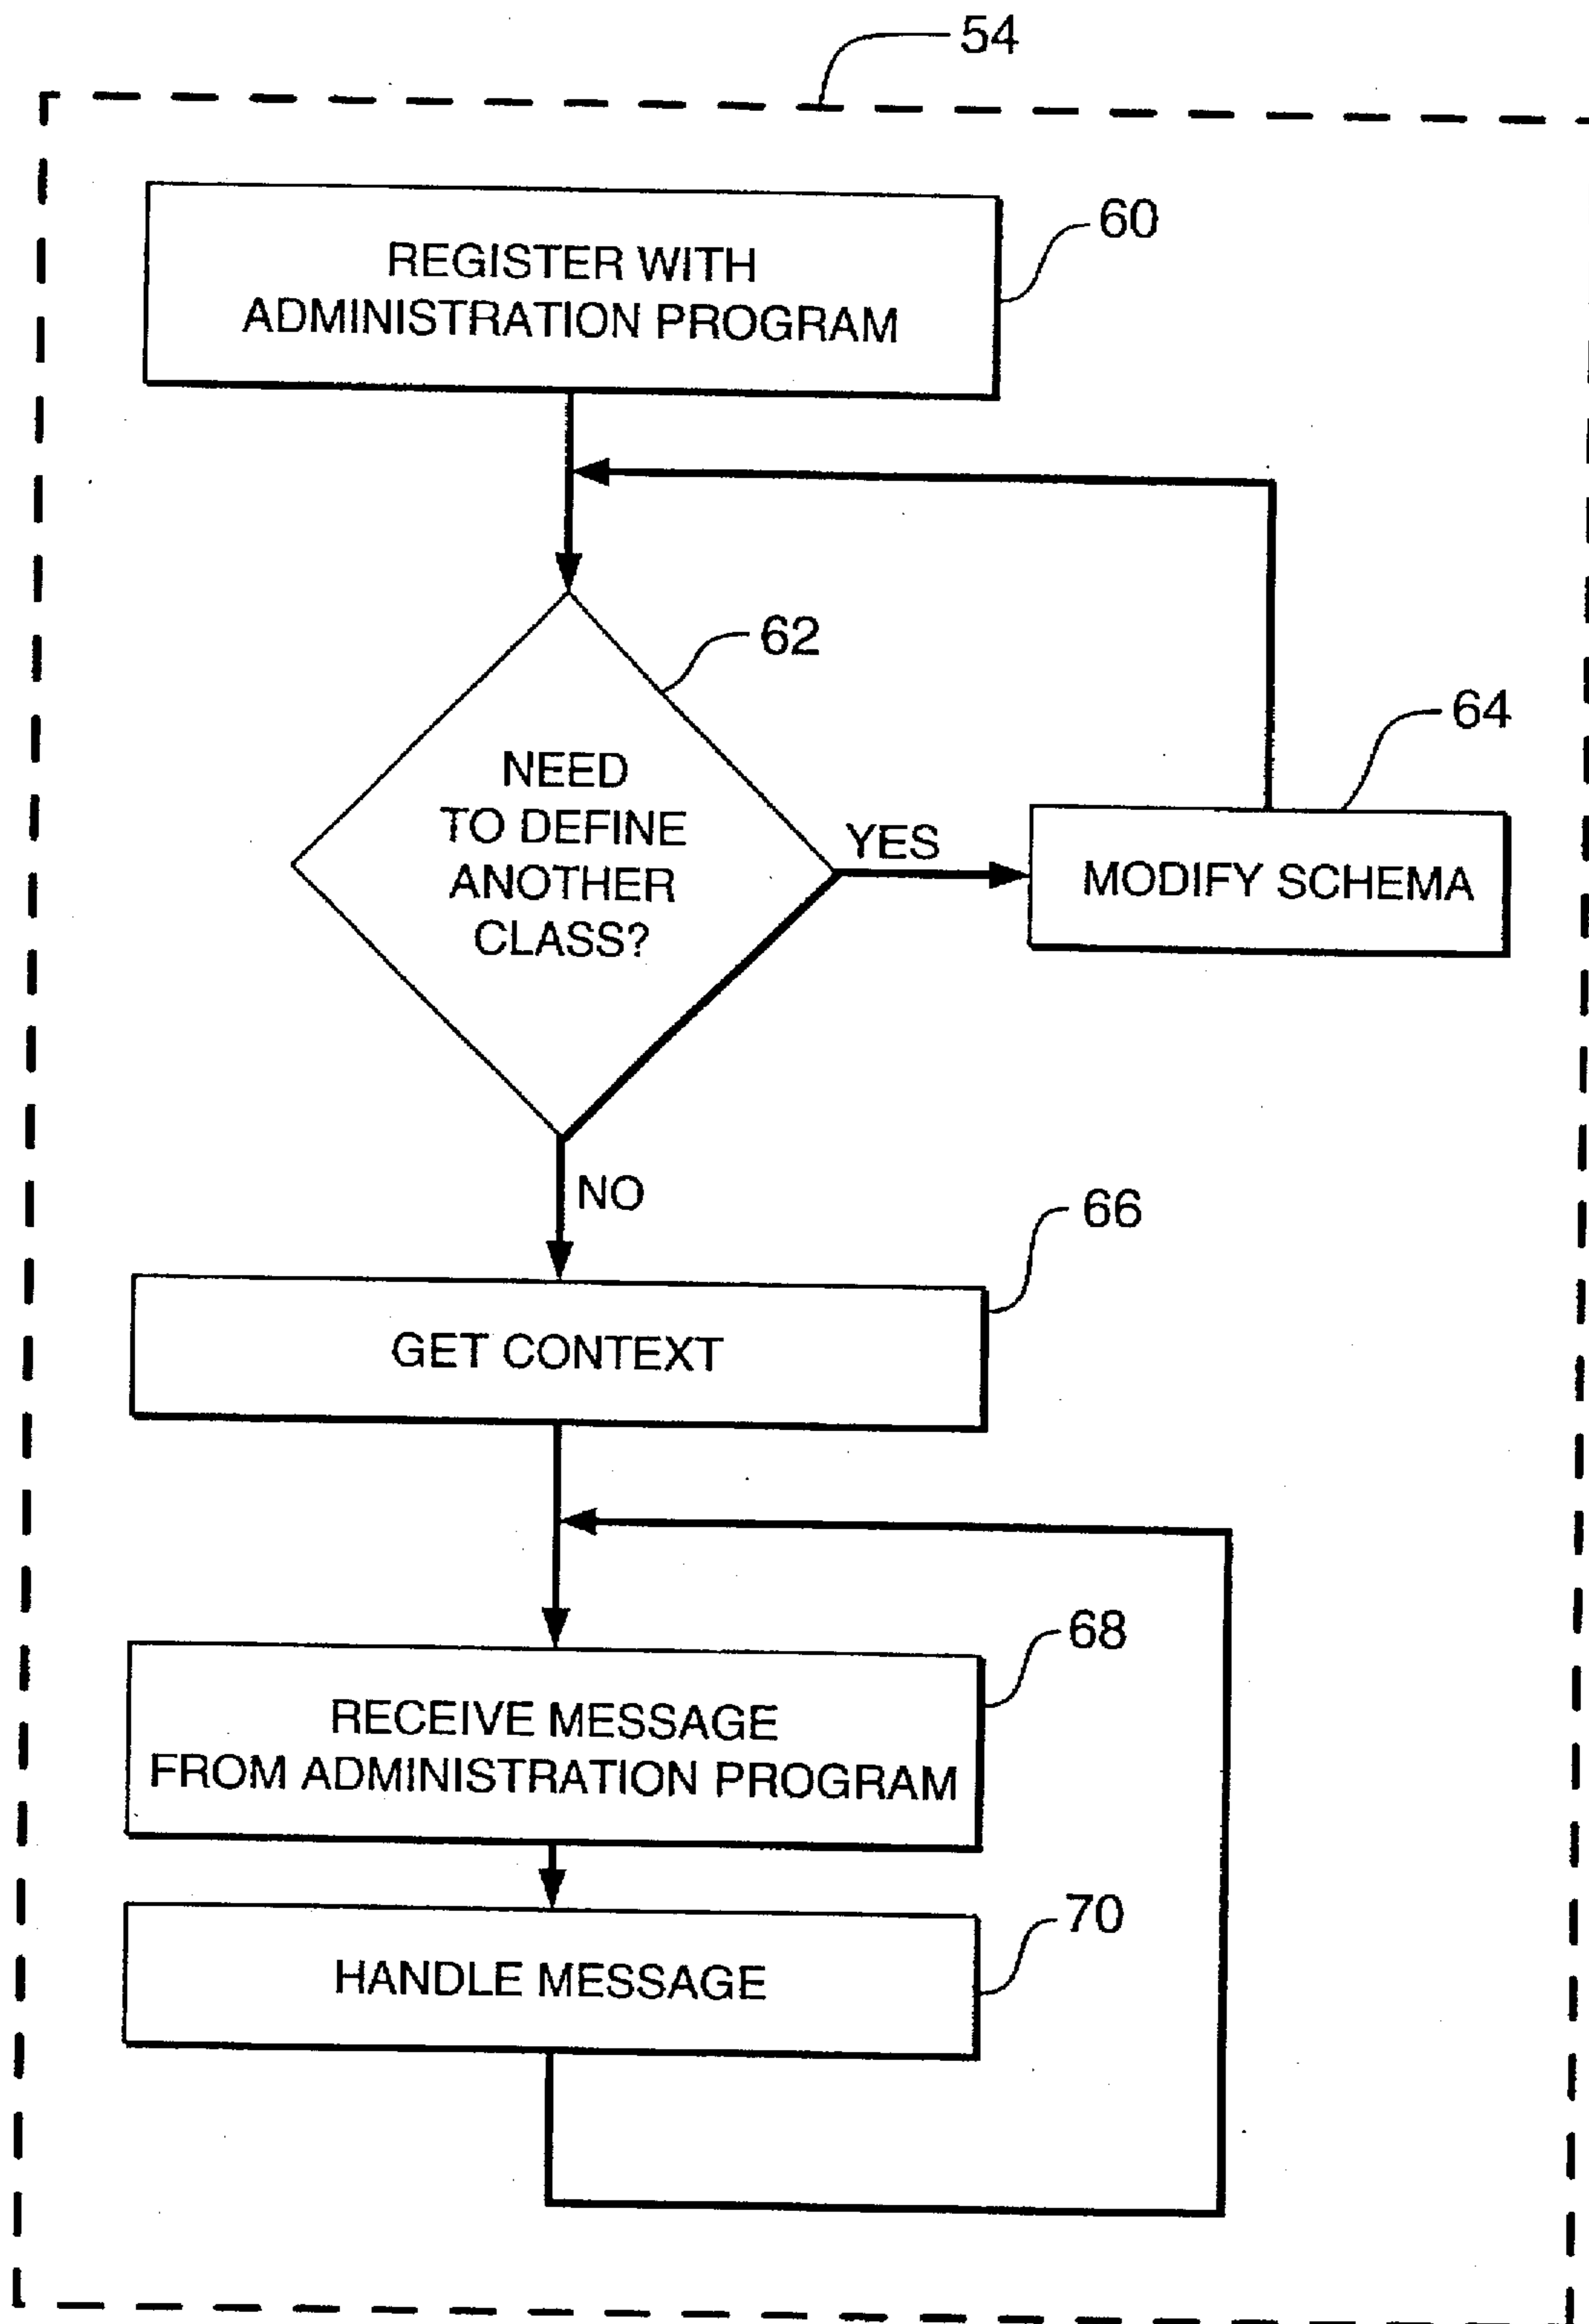 54
REGISTER WITH
ADMINISTRATION PROGRAM
60
62
NEED
TO DEFINE
ANOTHER
CLASS?
YES
64
MODIFY SCHEMA
NO
66
GET CONTEXT
68
RECEIVE MESSAGE
FROM ADMINISTRATION PROGRAM
70
HANDLE MESSAGE